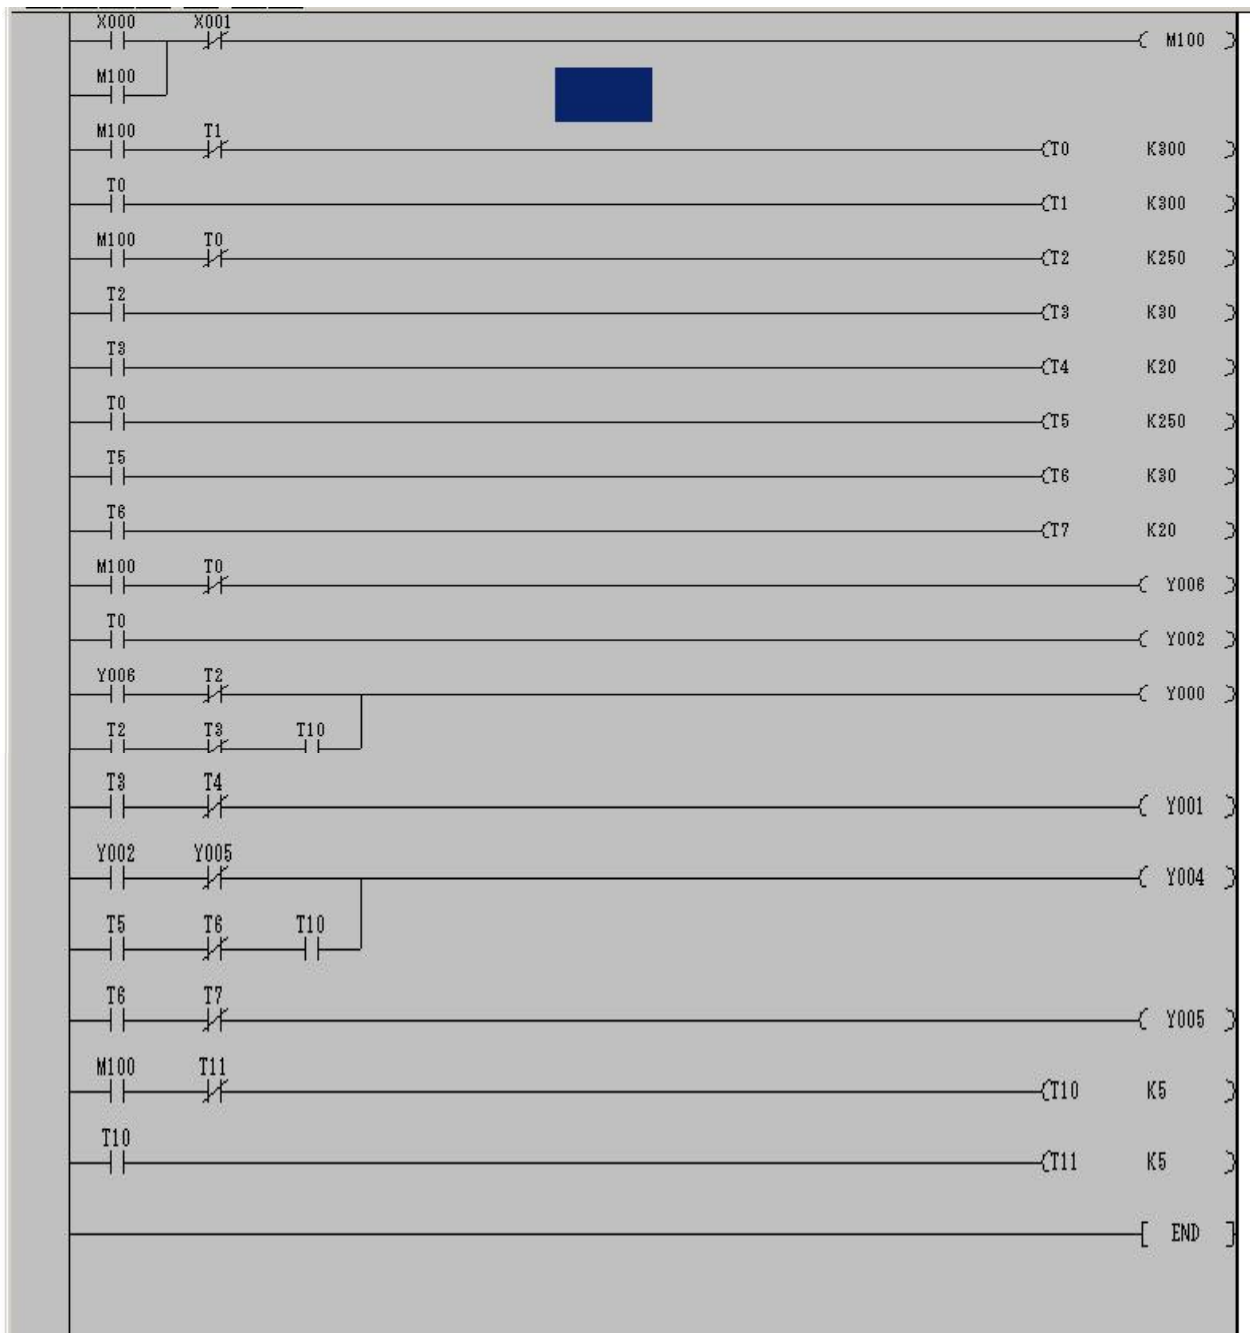 X000 X001
M100
M100
M100 T1
T0 K300
T0
T1 K300
M100 T0
T2 K250
T2
T3 K30
T3
T4 K20
T0
T5 K250
T5
T6 K30
T6
T7 K20
M100 T0
Y006
T0
Y002
Y006 T2
Y000
T2 T3 T10
T3 T4
Y001
Y002 Y005
Y004
T5 T6 T10
T6 T7
Y005
M100 T11
T10 K5
T10
T11 K5
END